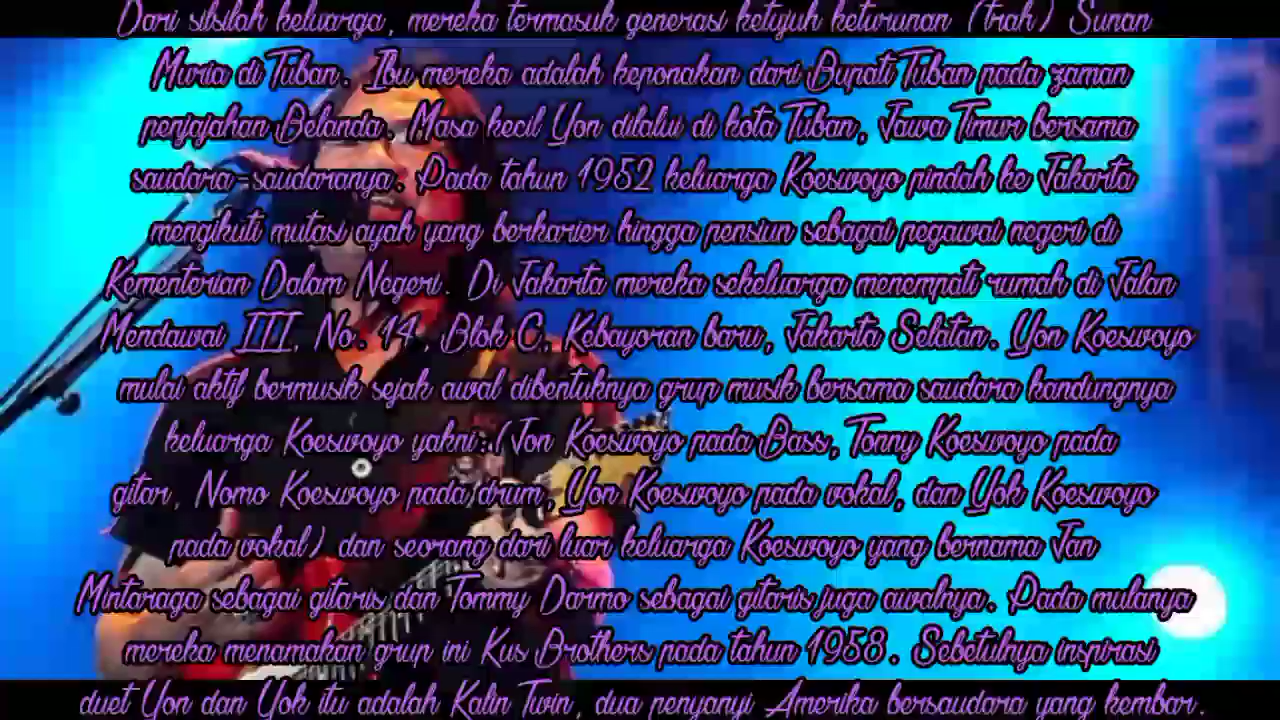 Dari silsilah keluarga, mereka termasuk generasi ketujuh keturunan (trah) Sunan
Muria di Tuban. Ibu mereka adalah keponakan dari Bupati Tuban pada zaman
penjajahan Belanda. Masa kecil Yon dilalui di kota Tuban, Jawa Timur bersama
saudara-saudaranya. Pada tahun 1952 keluarga Koeswoyo pindah ke Jakarta
mengikuti mutasi ayah yang berkarier hingga pensiun sebagai pegawai negeri di
Kementerian Dalam Negeri. Di Jakarta mereka sekeluarga menempati rumah di Jalan
Mendawai III, No. 14, Blok C, Kebayoran baru, Jakarta Selatan. Yon Koeswoyo
mulai aktif bermusik sejak awal dibentuknya grup musik bersama saudara kandungnya
keluarga Koeswoyo yakni:(Jon Koeswoyo pada Bass, Tonny Koeswoyo pada
gitar, Nomo Koeswoyo pada drum, Yon Koeswoyo pada vokal, dan Yok Koeswoyo
pada vokal) dan seorang dari luar keluarga Koeswoyo yang bernama Jan
Mintaraga sebagai gitaris dan Tommy Darmo sebagai gitaris juga awalnya. Pada mulanya
mereka menamakan grup ini Kus Brothers pada tahun 1958. Sebetulnya inspirasi
duet Yon dan Yok itu adalah Kalin Twin, dua penyanyi Amerika bersaudara yang kembar.